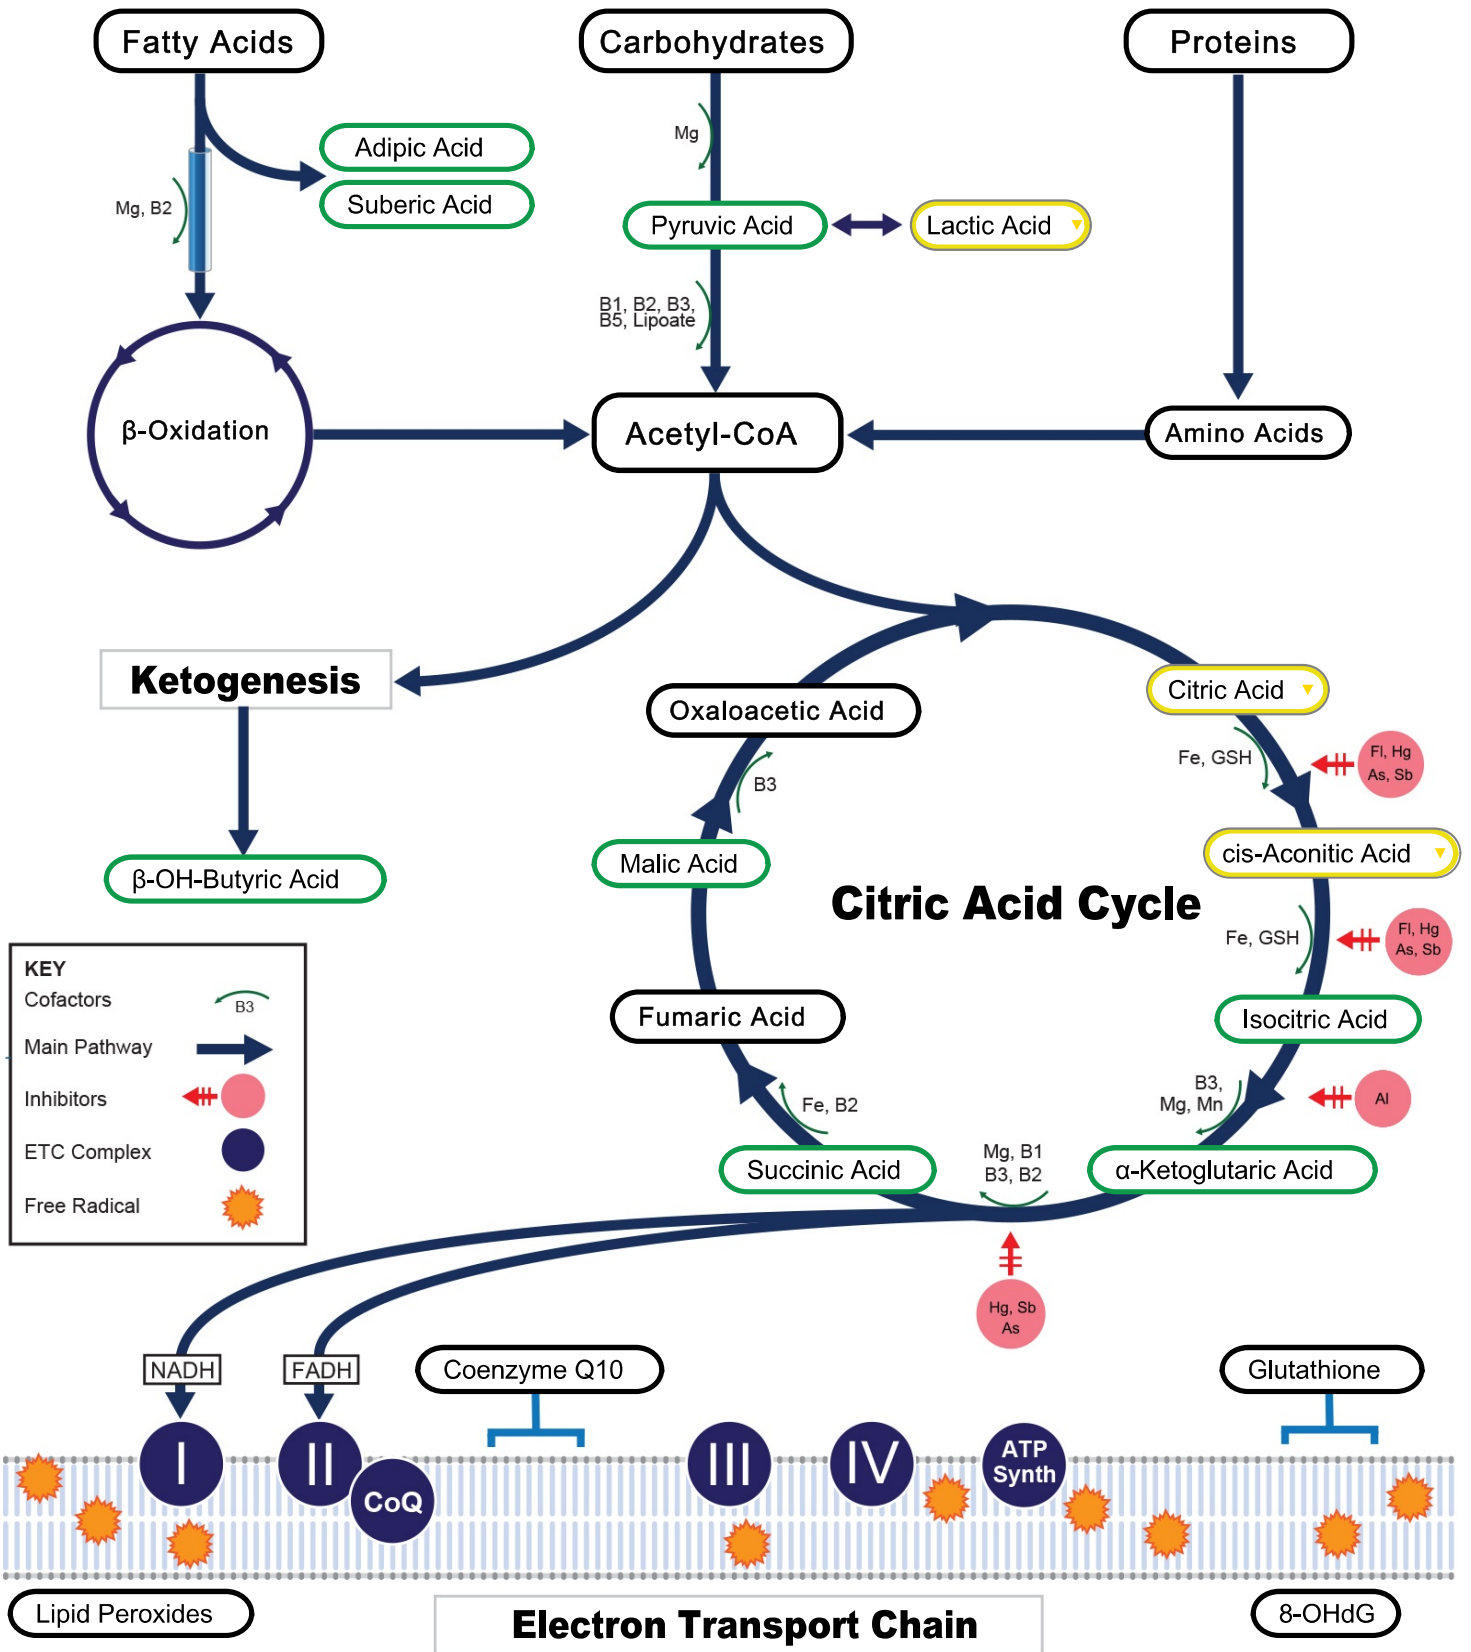 Fatty Acids
Carbohydrates
Proteins
Adipic Acid
Suberic Acid
Mg
Mg, B2
Pyruvic Acid
Lactic Acid
B1, B2, B3,
B5, Lipoate
β-Oxidation
Acetyl-CoA
Amino Acids
Ketogenesis
β-OH-Butyric Acid
Citric Acid Cycle
Oxaloacetic Acid
Citric Acid
Fe, GSH
Fl, Hg
As, Sb
cis-Aconitic Acid
Fe, GSH
Fl, Hg
As, Sb
Isocitric Acid
B3,
Mg, Mn
Al
α-Ketoglutaric Acid
Mg, B1
B3, B2
Hg, Sb
As
Succinic Acid
Fe, B2
Fumaric Acid
Malic Acid
B3
KEY
Cofactors
B3
Main Pathway
Inhibitors
ETC Complex
Free Radical
NADH
FADH
Coenzyme Q10
Glutathione
I
II
CoQ
III
IV
ATP
Synth
Lipid Peroxides
Electron Transport Chain
8-OHdG